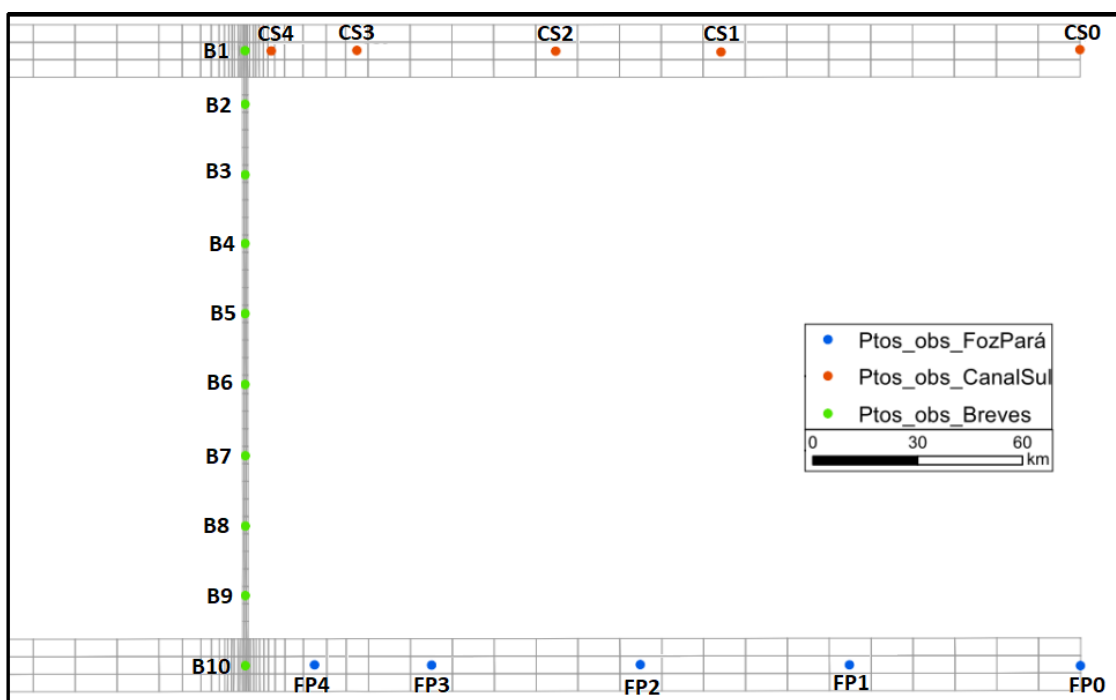 CS4 CS3 CS2 CS1 CS0
B1
B2
B3
B4
B5
B6
B7
B8
B9
B10
Ptos_obs_FozPará
Ptos_obs_CanalSul
Ptos_obs_Breves
0 30 60
km
FP4 FP3 FP2 FP1 FP0